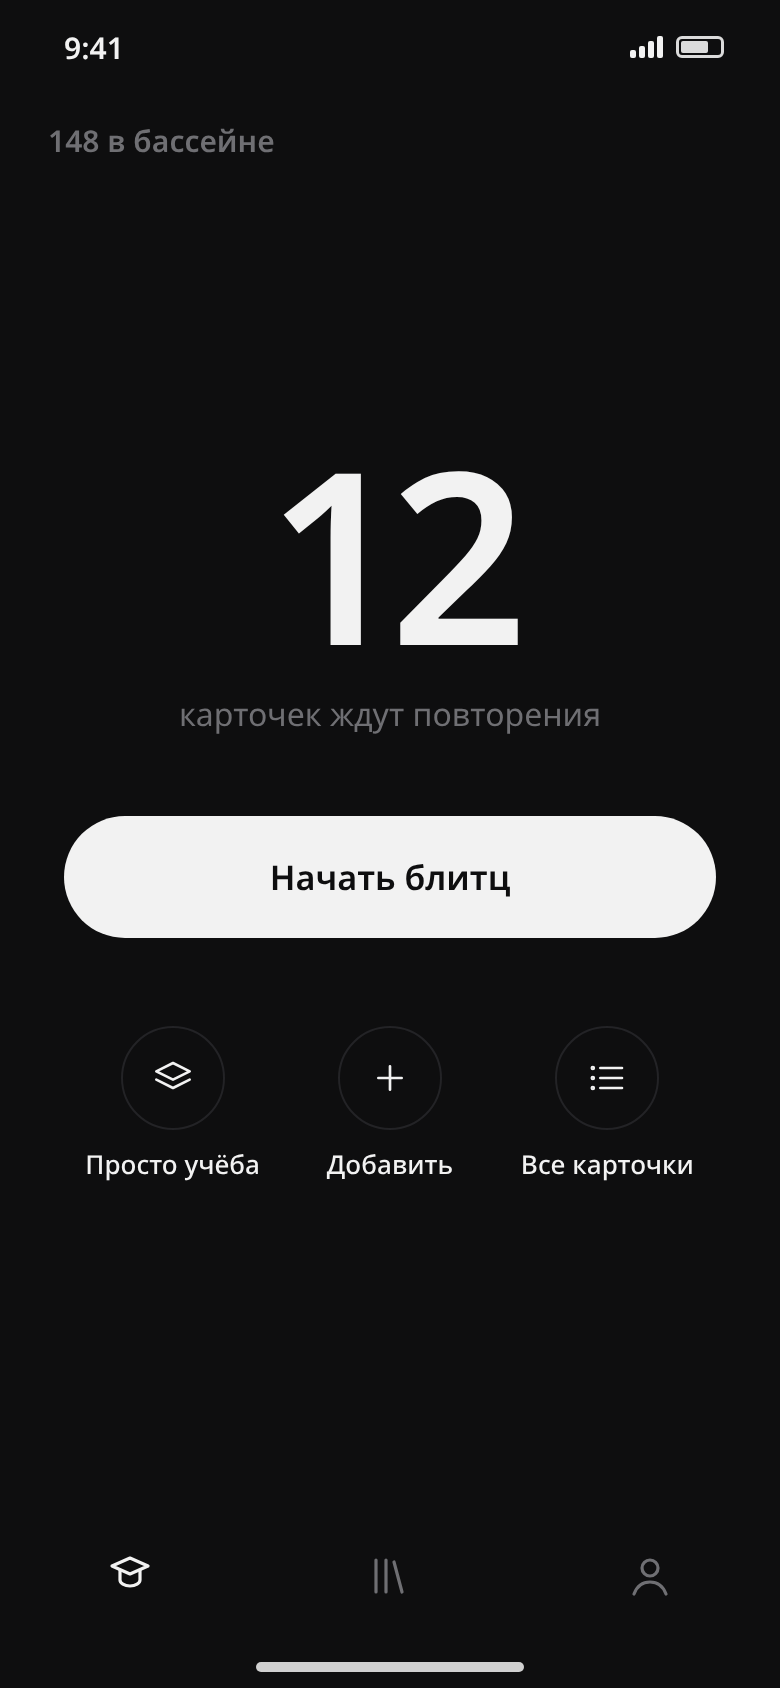 9:41
148 в бассейне
12
карточек ждут повторения
Начать блитц
Просто учёба
Добавить
Все карточки